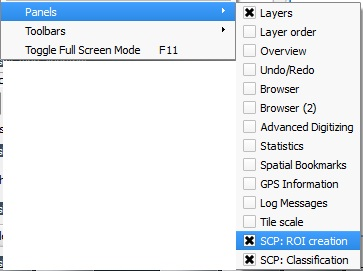 Panels
Toolbars
Toggle Full Screen Mode F11
Layers
Layer order
Overview
Undo/Redo
Browser
Browser (2)
Advanced Digitizing
Statistics
Spatial Bookmarks
GPS Information
Log Messages
Tile scale
SCP: ROI creation
SCP: Classification